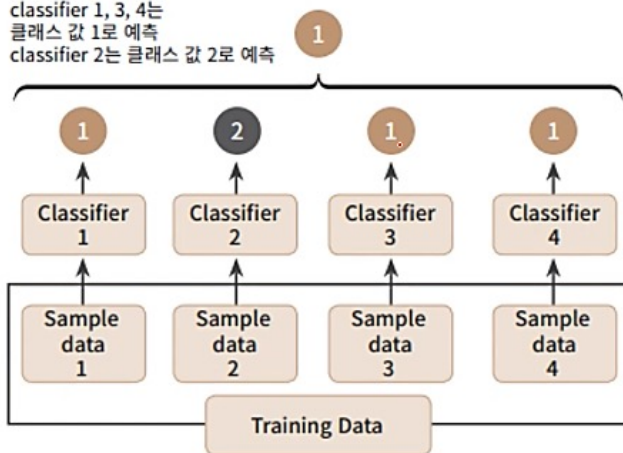 classifier 1, 3, 4는
클래스 값 1로 예측
classifier 2는 클래스 값 2로 예측
1
1 2 1 1
Classifier 1
Classifier 2
Classifier 3
Classifier 4
Sample data 1
Sample data 2
Sample data 3
Sample data 4
Training Data